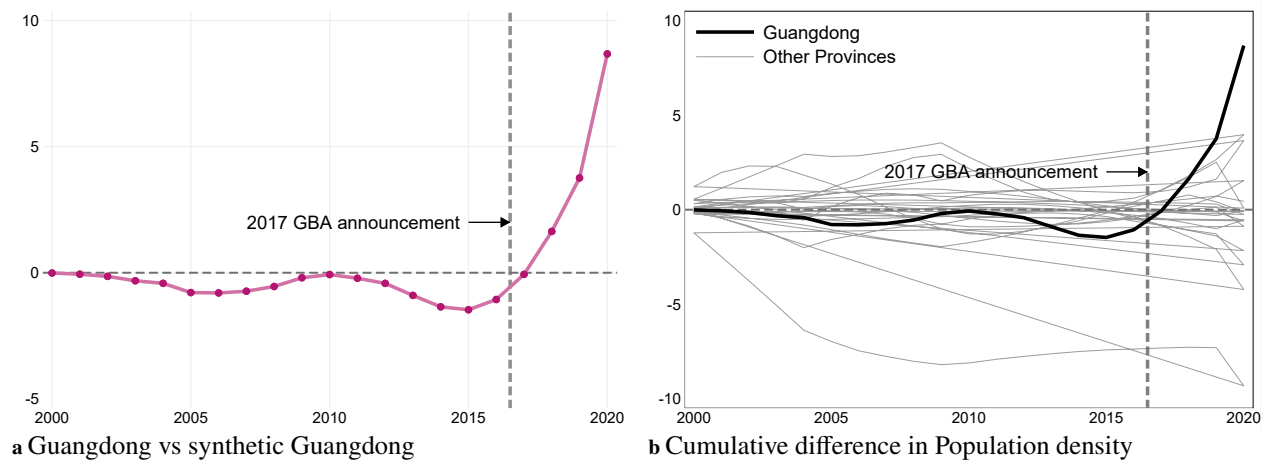 10
5
2017 GBA announcement
0
-5
2000 2005 2010 2015 2020
a Guangdong vs synthetic Guangdong
10
Guangdong
Other Provinces
5
2017 GBA announcement
0
-5
-10
2000 2005 2010 2015 2020
b Cumulative difference in Population density